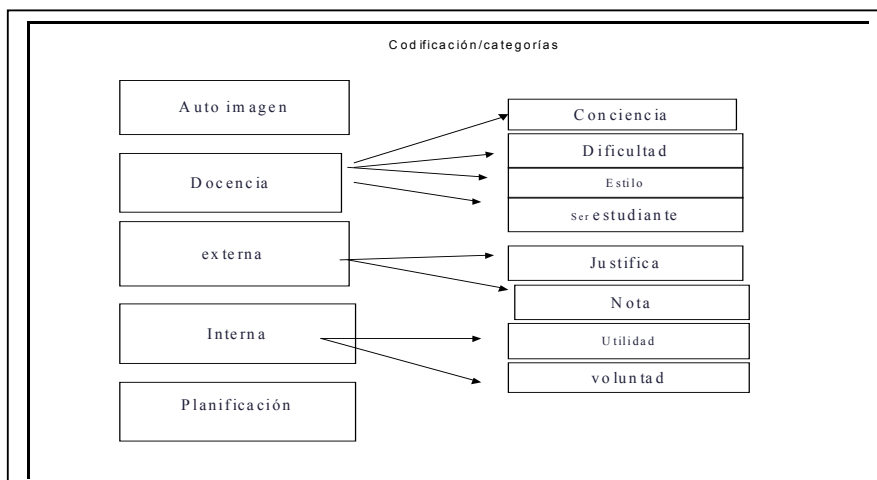 Codificación/categorías
Auto imagen
Docencia
externa
Interna
Planificación
Conciencia
Dificultad
Estilo
Ser estudiante
Justifica
Nota
Utilidad
voluntad